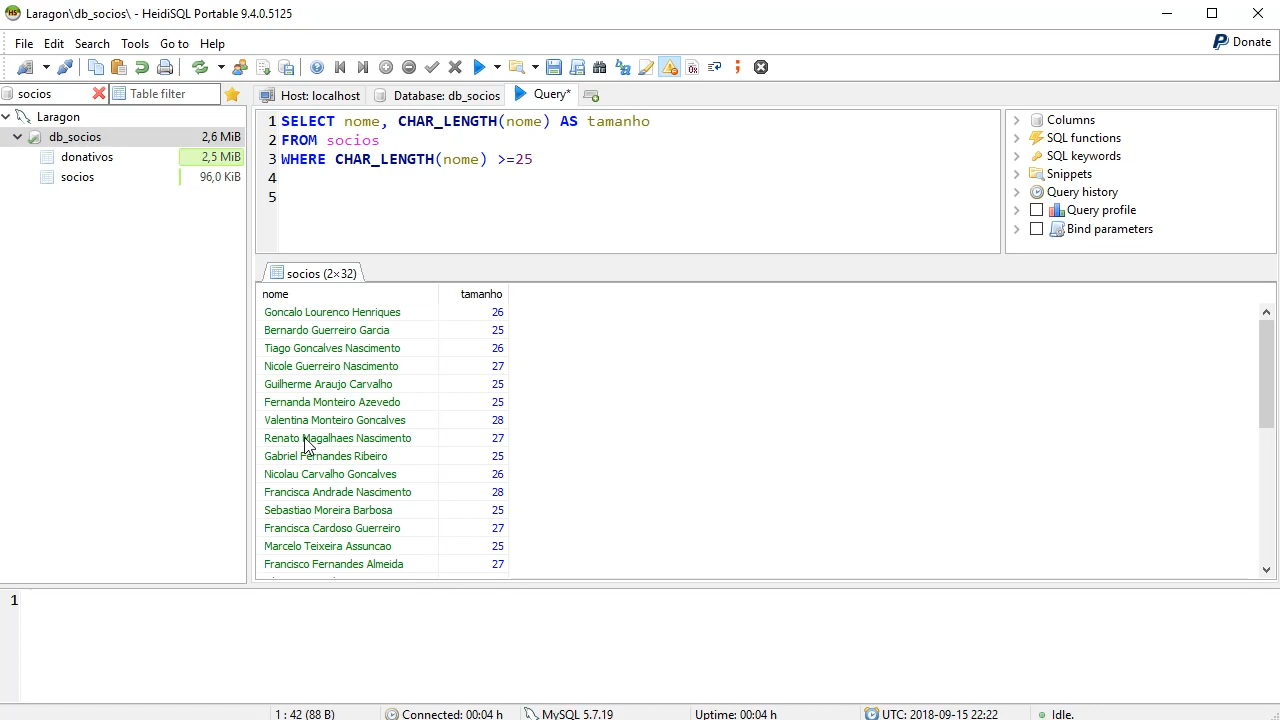 Laragon\db_socios\ - HeidiSQL Portable 9.4.0.5125
File Edit Search Tools Go to Help
Donate
socios Table filter
Host: localhost Database: db_socios Query*
Laragon
db_socios 2,6 MiB
donativos 2,5 MiB
socios 96,0 KiB
1 SELECT nome, CHAR_LENGTH(nome) AS tamanho
2 FROM socios
3 WHERE CHAR_LENGTH(nome) >=25
4
5
Columns
SQL functions
SQL keywords
Snippets
Query history
Query profile
Bind parameters
socios (2×32)
nome tamanho
Goncalo Lourenco Henriques 26
Bernardo Guerreiro Garcia 25
Tiago Goncalves Nascimento 26
Nicole Guerreiro Nascimento 27
Guilherme Araujo Carvalho 25
Fernanda Monteiro Azevedo 25
Valentina Monteiro Goncalves 28
Renato Magalhaes Nascimento 27
Gabriel Fernandes Ribeiro 25
Nicolau Carvalho Goncalves 26
Francisca Andrade Nascimento 28
Sebastiao Moreira Barbosa 25
Francisca Cardoso Guerreiro 27
Marcelo Teixeira Assuncao 25
Francisco Fernandes Almeida 27
1
1 : 42 (88 B) Connected: 00:04 h MySQL 5.7.19 Uptime: 00:04 h UTC: 2018-09-15 22:22 Idle.